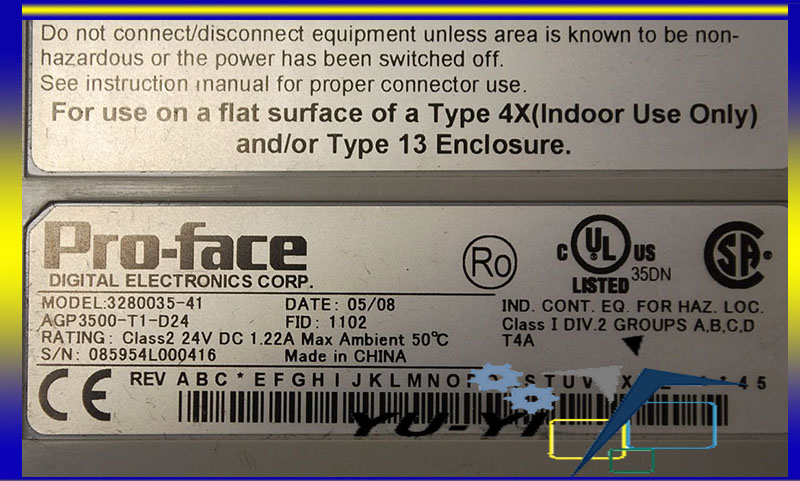 Do not connect/disconnect equipment unless area is known to be non-
hazardous or the power has been switched off.
See instruction manual for proper connector use.
For use on a flat surface of a Type 4X(Indoor Use Only)
and/or Type 13 Enclosure.
Pro-face
DIGITAL ELECTRONICS CORP.
Ro
C UL US
LISTED 35DN
SA
MODEL:3280035-41 DATE: 05/08
AGP3500-T1-D24 FID: 1102
RATING: Class2 24V DC 1.22A Max Ambient 50℃
S/N: 085954L000416 Made in CHINA
IND. CONT. EQ. FOR HAZ. LOC.
Class I DIV.2 GROUPS A,B,C,D
T4A
CE
REV A B C * E F G H I J K L M N O S T U V X * 4 5
YU-YI